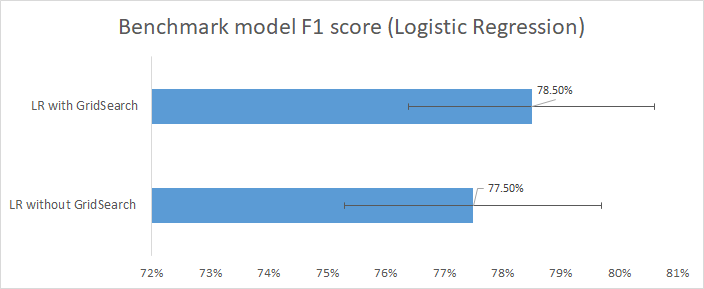 Benchmark model F1 score (Logistic Regression)
LR with GridSearch
78.50%
LR without GridSearch
77.50%
72% 73% 74% 75% 76% 77% 78% 79% 80% 81%